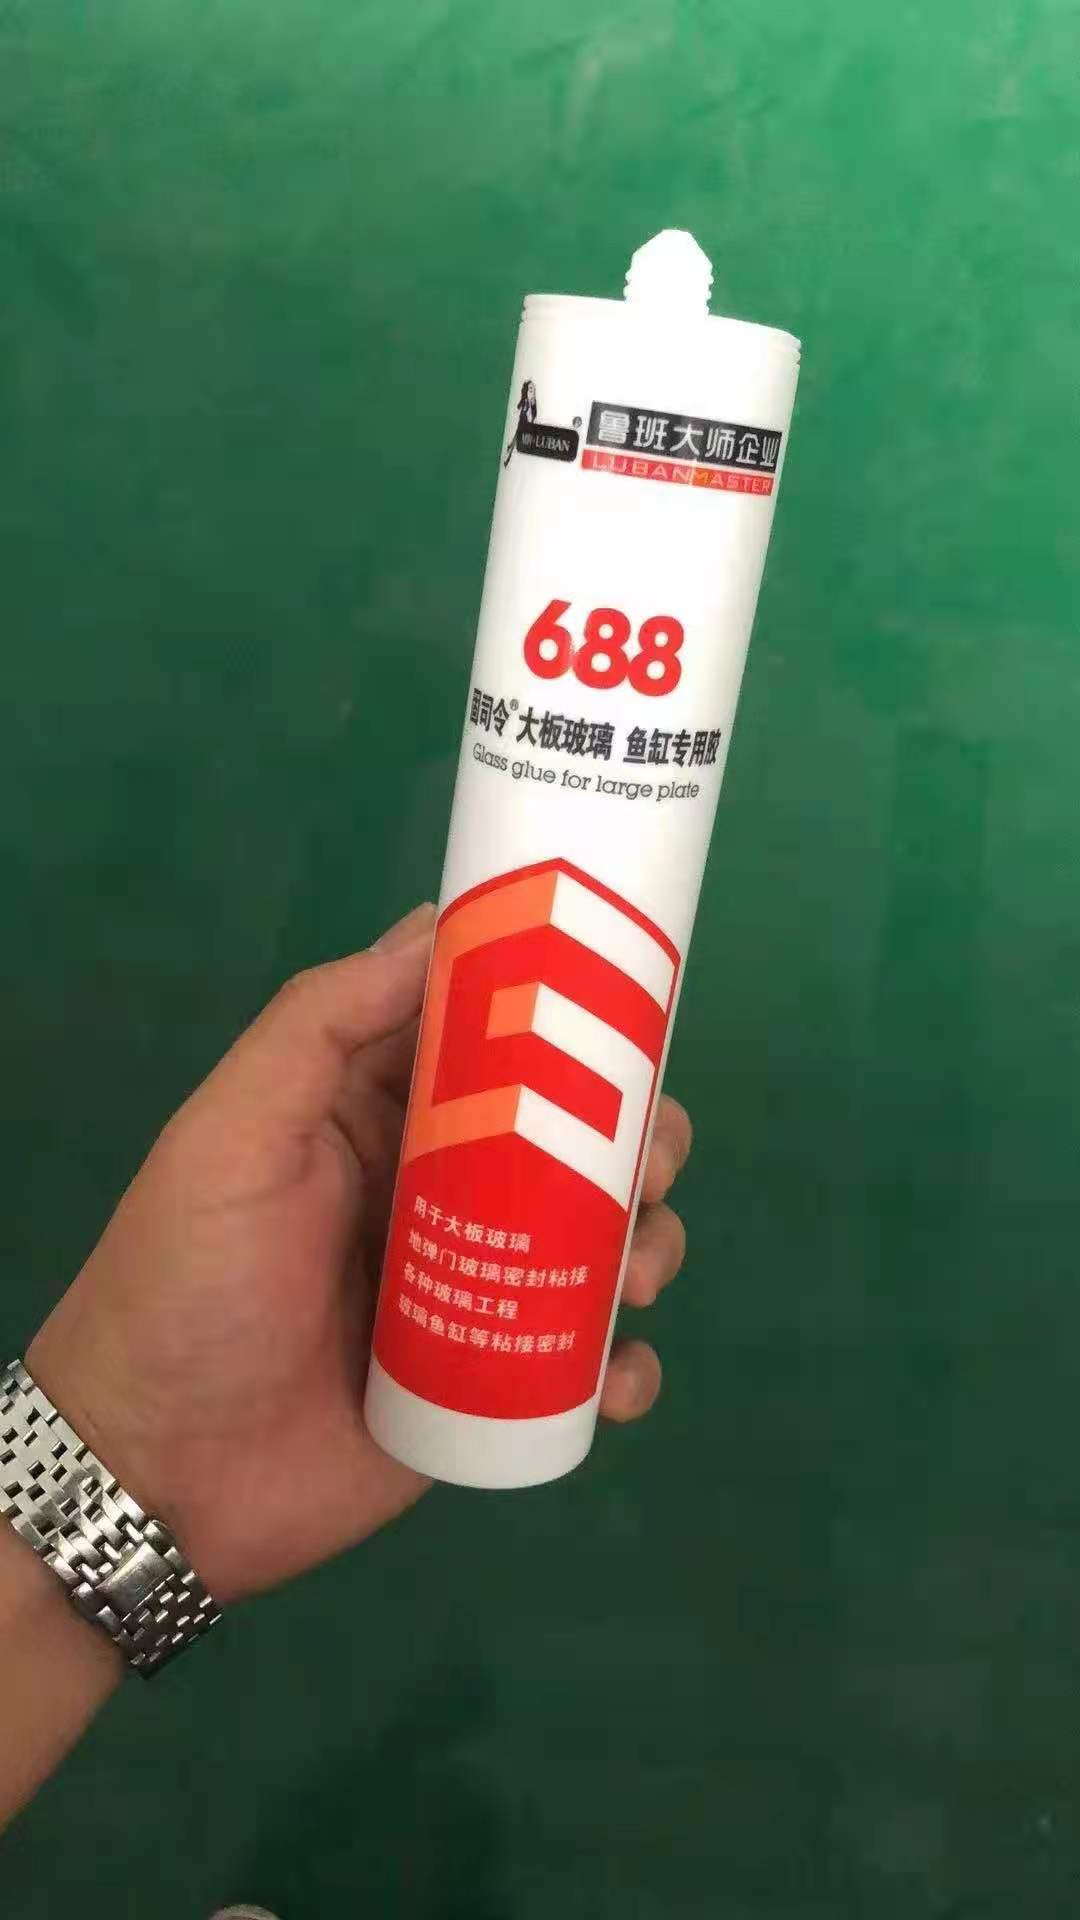 MR·LUBAN®
鲁班大师企业
LUBANMASTER
688
固司令®大板玻璃 鱼缸专用胶
Glass glue for large plate
用于大板玻璃
地弹门玻璃密封粘接
各种玻璃工程
玻璃鱼缸等粘接密封